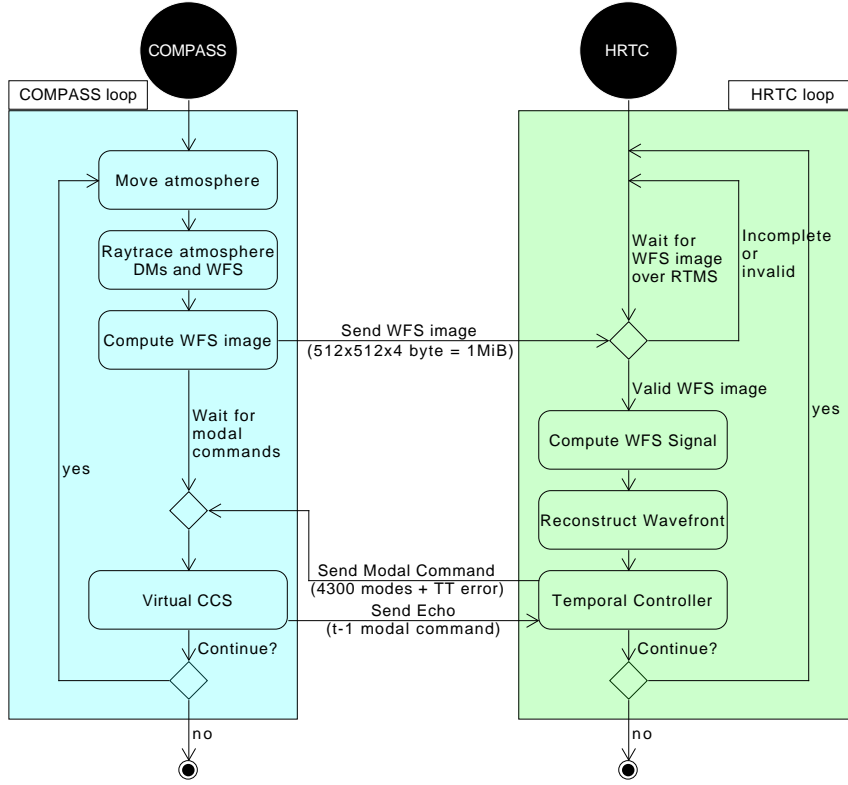 COMPASS
HRTC
COMPASS loop
HRTC loop
Move atmosphere
Raytrace atmosphere
DMs and WFS
Compute WFS image
Wait for
modal
commands
yes
Virtual CCS
Continue?
no
Send WFS image
(512x512x4 byte = 1MiB)
Send Modal Command
(4300 modes + TT error)
Send Echo
(t-1 modal command)
Wait for
WFS image
over RTMS
Incomplete
or
invalid
Valid WFS image
yes
Compute WFS Signal
Reconstruct Wavefront
Temporal Controller
Continue?
no